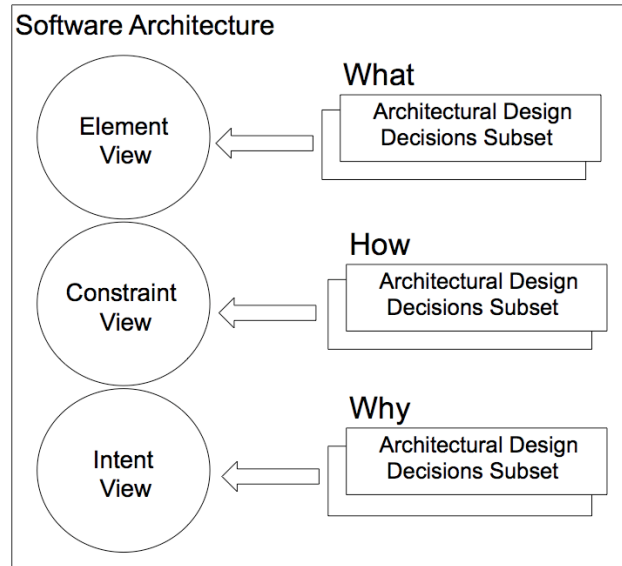 Software Architecture
Element
View
What
Architectural Design
Decisions Subset
Constraint
View
How
Architectural Design
Decisions Subset
Intent
View
Why
Architectural Design
Decisions Subset